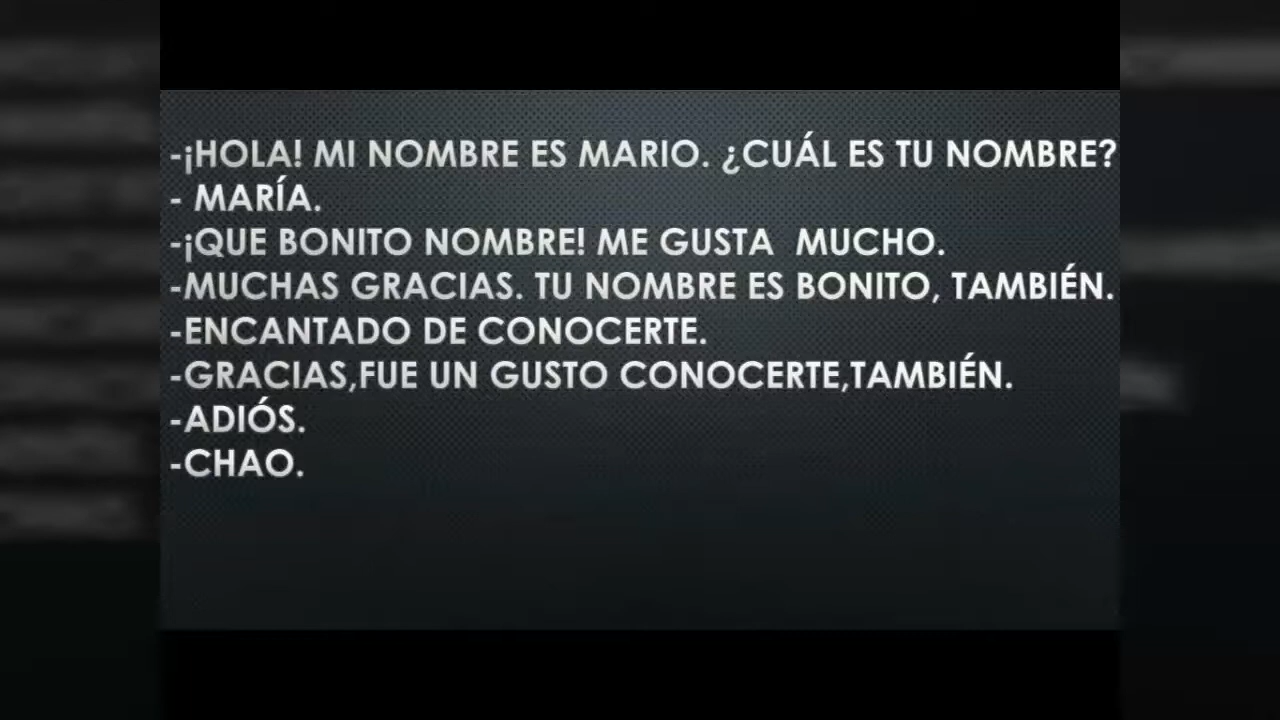 -¡HOLA! MI NOMBRE ES MARIO. ¿CUÁL ES TU NOMBRE?
- MARÍA.
-¡QUE BONITO NOMBRE! ME GUSTA  MUCHO.
-MUCHAS GRACIAS. TU NOMBRE ES BONITO, TAMBIÉN.
-ENCANTADO DE CONOCERTE.
-GRACIAS,FUE UN GUSTO CONOCERTE,TAMBIÉN.
-ADIÓS.
-CHAO.